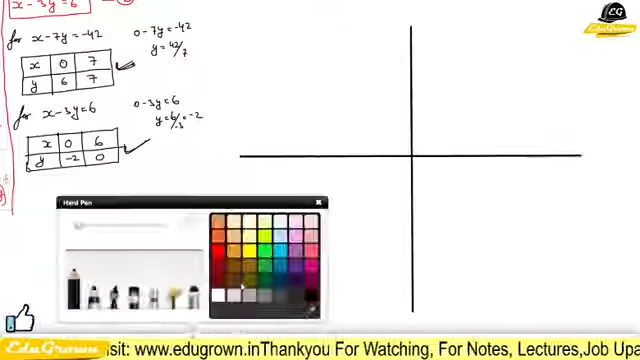 x - 3y = 6
EG
for x - 7y = -42
0 - 7y = -42
y = 42/7
x 0 7
y 6 7
for x - 3y = 6
0 - 3y = 6
y = 6/-3 = -2
x 0 6
y -2 0
Hard Pen
EduGrown
EduGrown
isit: www.edugrown.inThankyou For Watching, For Notes, Lectures,Job Upa